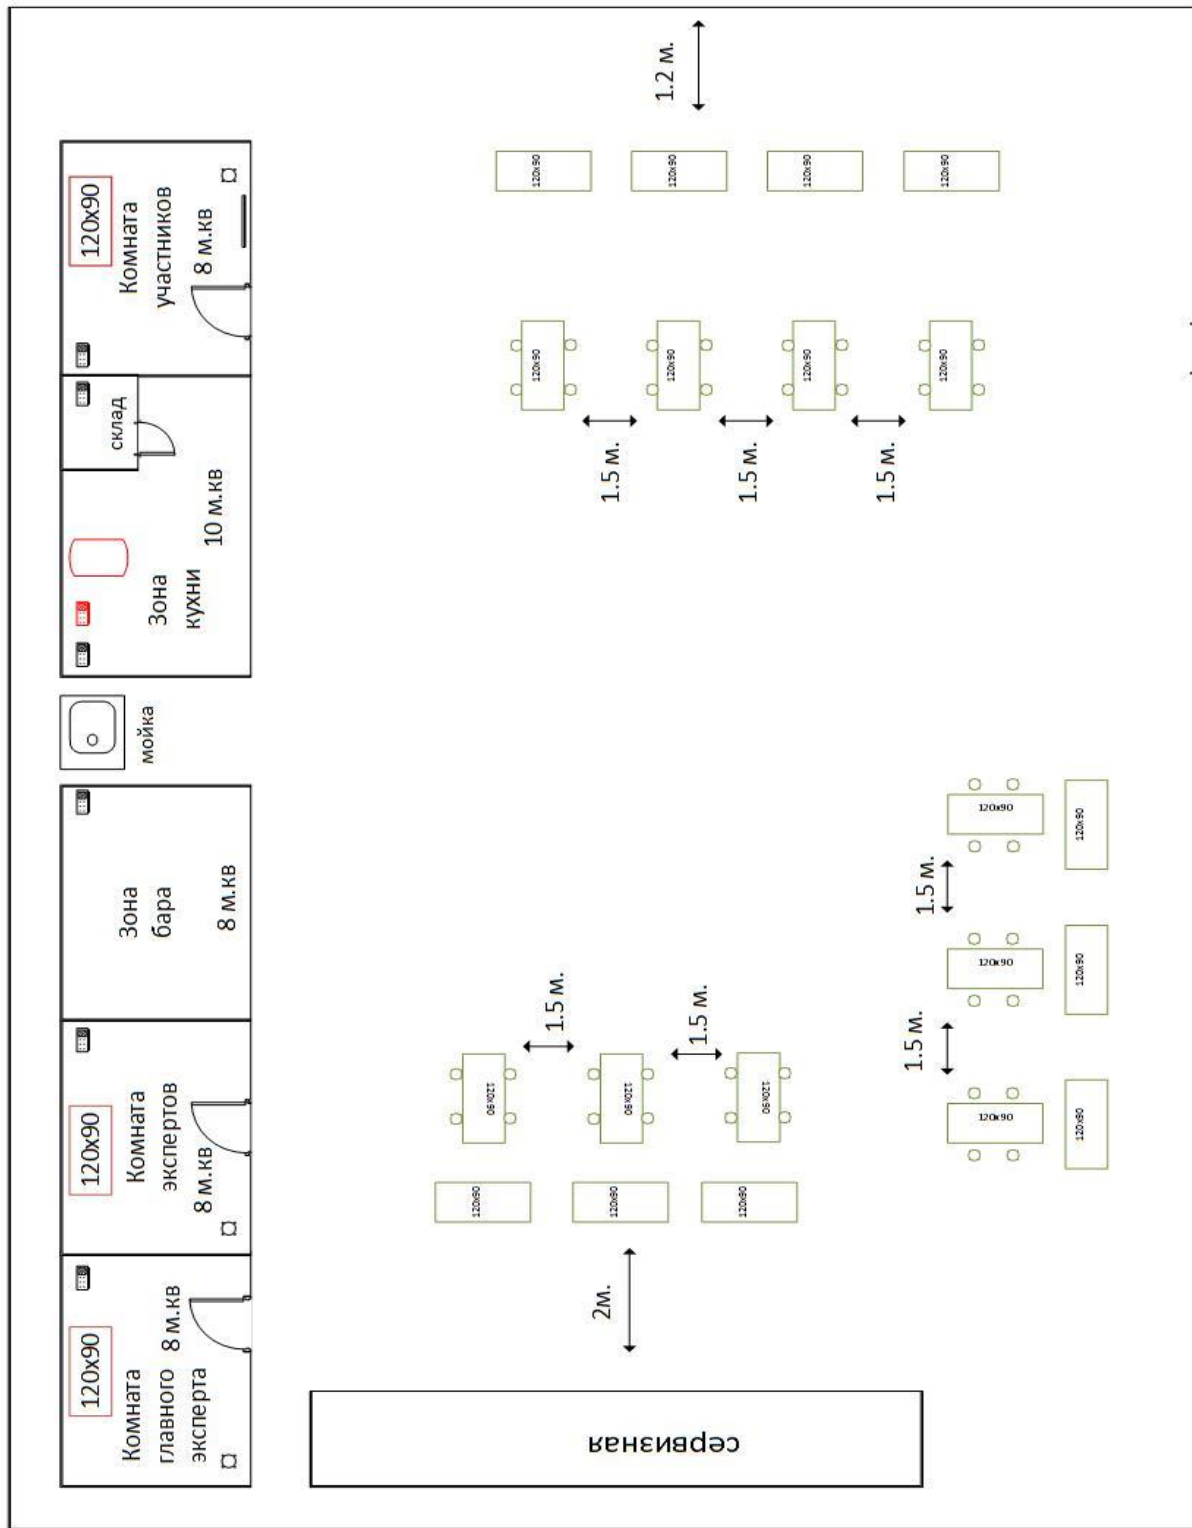 120x90
Комната
главного
эксперта
8 м.кв
120x90
Комната
экспертов
8 м.кв
Зона
бара
8 м.кв
мойка
Зона
кухни
10 м.кв
склад
120x90
Комната
участников
8 м.кв
сервизная
2м.
120x90
120x90
120x90
120x90
120x90
120x90
1.5 м.
1.5 м.
120x90
120x90
120x90
120x90
1.5 м.
1.5 м.
1.5 м.
120x90
120x90
120x90
120x90
1.2 м.
120x90
120x90
120x90
1.5 м.
1.5 м.
120x90
120x90
120x90